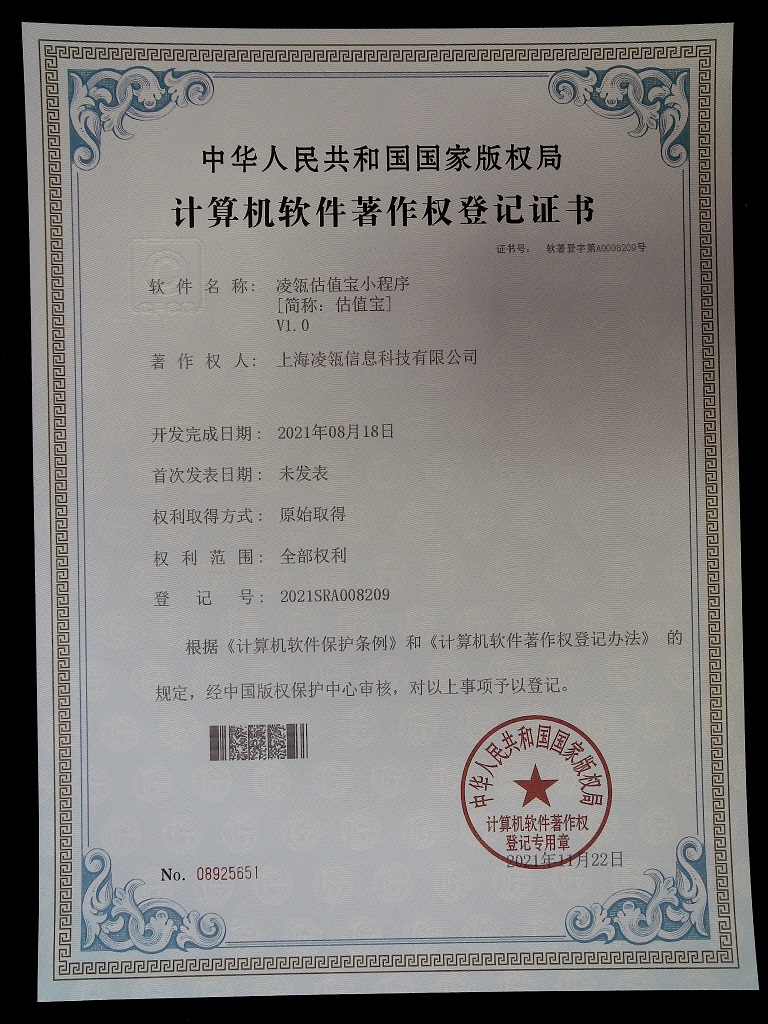 中华人民共和国国家版权局
计算机软件著作权登记证书
证书号： 软著登字第A0008209号
CPCC
软件名称： 凌瓴估值宝小程序
[简称：估值宝]
V1.0
著作权人： 上海凌瓴信息科技有限公司
开发完成日期： 2021年08月18日
首次发表日期： 未发表
权利取得方式： 原始取得
权利范围： 全部权利
登记号： 2021SRA008209
根据《计算机软件保护条例》和《计算机软件著作权登记办法》的
规定，经中国版权保护中心审核，对以上事项予以登记。
中华人民共和国国家版权局
计算机软件著作权
登记专用章
2021年11月22日
No. 08925651